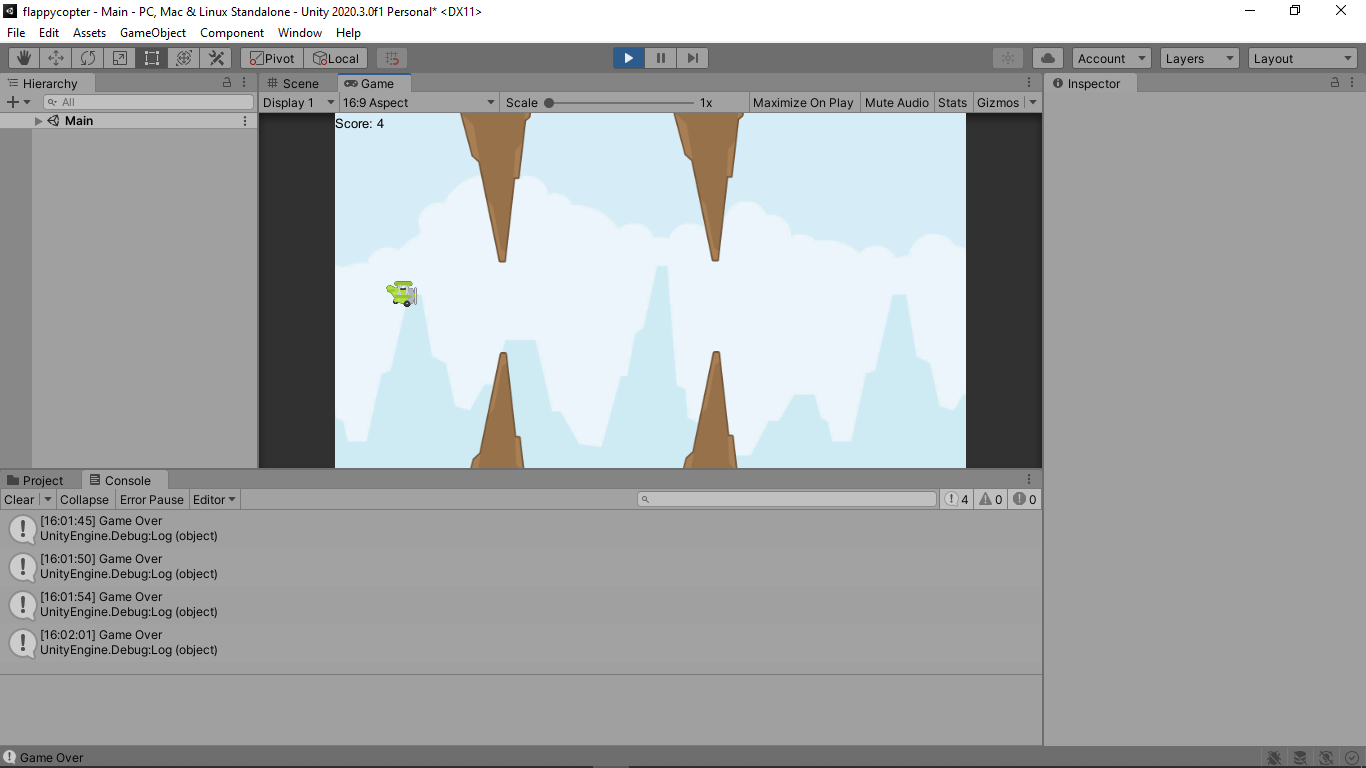 flappycopter - Main - PC, Mac & Linux Standalone - Unity 2020.3.0f1 Personal* <DX11>
File Edit Assets GameObject Component Window Help
Pivot Local Account Layers Layout
Hierarchy Scene Game Inspector
All Display 1 16:9 Aspect Scale 1x Maximize On Play Mute Audio Stats Gizmos
Main
Score: 4
Project Console
Clear Collapse Error Pause Editor 4 0 0
[16:01:45] Game Over
UnityEngine.Debug:Log (object)
[16:01:50] Game Over
UnityEngine.Debug:Log (object)
[16:01:54] Game Over
UnityEngine.Debug:Log (object)
[16:02:01] Game Over
UnityEngine.Debug:Log (object)
Game Over